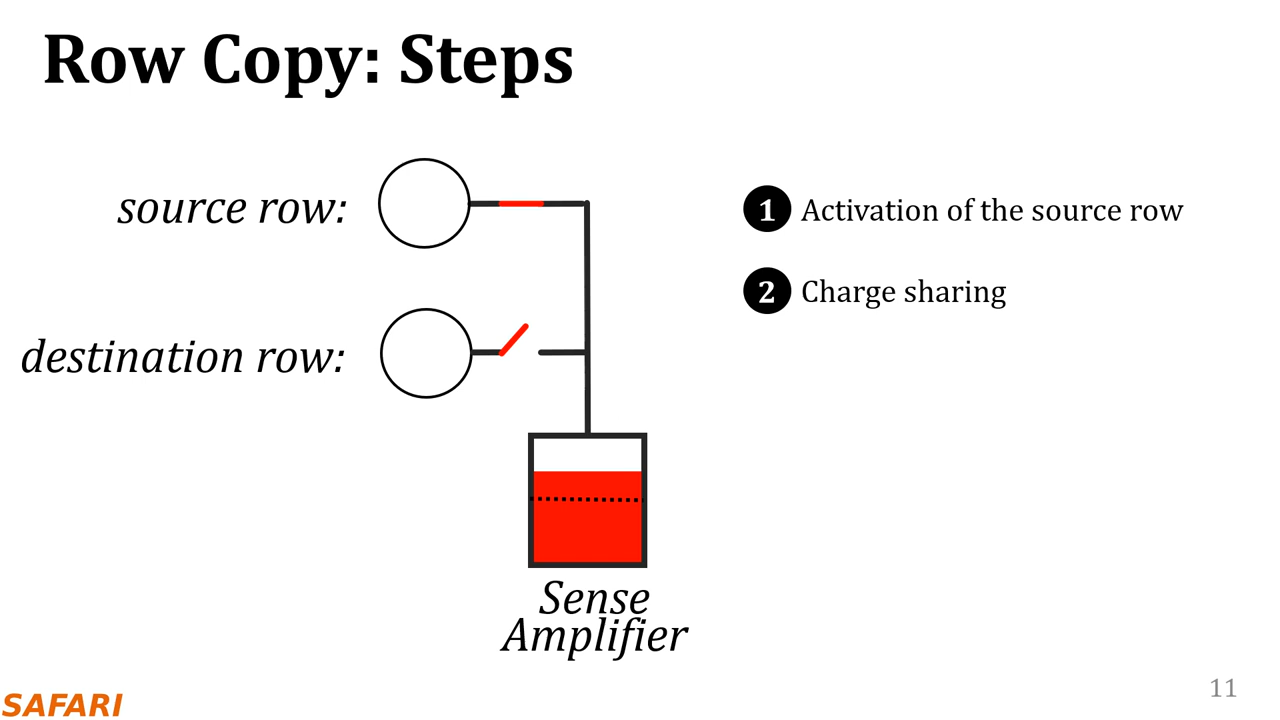 Row Copy: Steps
source row:
1 Activation of the source row
2 Charge sharing
destination row:
Sense
Amplifier
SAFARI
11